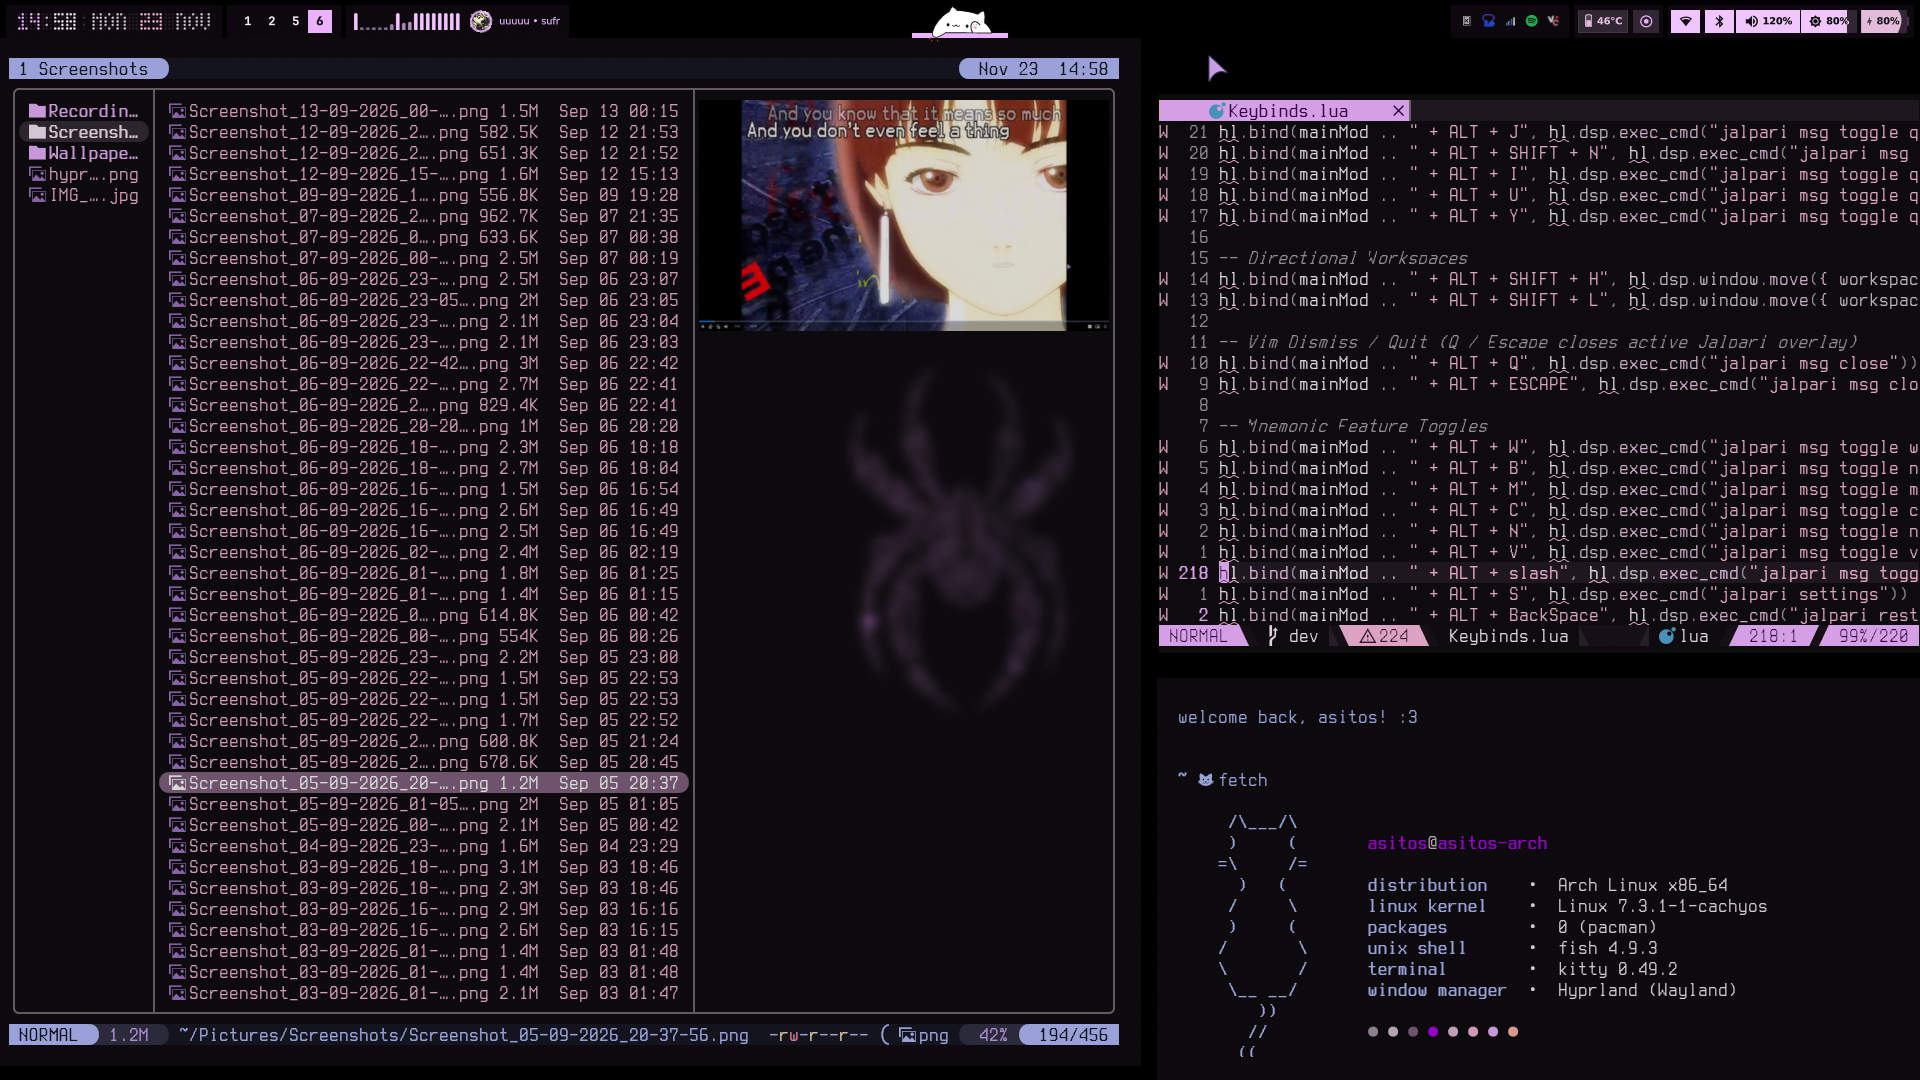 14:58 MON 23 NOV
1 2 5 6
uuuuu • sufr
46°C
120%
80%
80%
1 Screenshots
Nov 23 14:58
Recordin…
Screensh…
Wallpape…
hypr….png
IMG_….jpg
Screenshot_13-09-2026_00-….png 1.5M Sep 13 00:15
Screenshot_12-09-2026_2….png 582.5K Sep 12 21:53
Screenshot_12-09-2026_2….png 651.3K Sep 12 21:52
Screenshot_12-09-2026_15-….png 1.6M Sep 12 15:13
Screenshot_09-09-2026_1….png 556.8K Sep 09 19:28
Screenshot_07-09-2026_2….png 962.7K Sep 07 21:35
Screenshot_07-09-2026_0….png 633.6K Sep 07 00:38
Screenshot_07-09-2026_00-….png 2.5M Sep 07 00:19
Screenshot_06-09-2026_23-….png 2.5M Sep 06 23:07
Screenshot_06-09-2026_23-05….png 2M Sep 06 23:05
Screenshot_06-09-2026_23-….png 2.1M Sep 06 23:04
Screenshot_06-09-2026_23-….png 2.1M Sep 06 23:03
Screenshot_06-09-2026_22-42….png 3M Sep 06 22:42
Screenshot_06-09-2026_22-….png 2.7M Sep 06 22:41
Screenshot_06-09-2026_2….png 829.4K Sep 06 22:41
Screenshot_06-09-2026_20-20….png 1M Sep 06 20:20
Screenshot_06-09-2026_18-….png 2.3M Sep 06 18:18
Screenshot_06-09-2026_18-….png 2.7M Sep 06 18:04
Screenshot_06-09-2026_16-….png 1.5M Sep 06 16:54
Screenshot_06-09-2026_16-….png 2.6M Sep 06 16:49
Screenshot_06-09-2026_16-….png 2.5M Sep 06 16:49
Screenshot_06-09-2026_02-….png 2.4M Sep 06 02:19
Screenshot_06-09-2026_01-….png 1.8M Sep 06 01:25
Screenshot_06-09-2026_01-….png 1.4M Sep 06 01:15
Screenshot_06-09-2026_0….png 614.8K Sep 06 00:42
Screenshot_06-09-2026_00-….png 554K Sep 06 00:26
Screenshot_05-09-2026_23-….png 2.2M Sep 05 23:00
Screenshot_05-09-2026_22-….png 1.5M Sep 05 22:53
Screenshot_05-09-2026_22-….png 1.5M Sep 05 22:53
Screenshot_05-09-2026_22-….png 1.7M Sep 05 22:52
Screenshot_05-09-2026_2….png 600.8K Sep 05 21:24
Screenshot_05-09-2026_2….png 670.6K Sep 05 20:45
Screenshot_05-09-2026_20-….png 1.2M Sep 05 20:37
Screenshot_05-09-2026_01-05….png 2M Sep 05 01:05
Screenshot_05-09-2026_00-….png 2.1M Sep 05 00:42
Screenshot_04-09-2026_23-….png 1.6M Sep 04 23:29
Screenshot_03-09-2026_18-….png 3.1M Sep 03 18:46
Screenshot_03-09-2026_18-….png 2.3M Sep 03 18:46
Screenshot_03-09-2026_16-….png 2.9M Sep 03 16:16
Screenshot_03-09-2026_16-….png 2.6M Sep 03 16:15
Screenshot_03-09-2026_01-….png 1.4M Sep 03 01:48
Screenshot_03-09-2026_01-….png 1.4M Sep 03 01:48
Screenshot_03-09-2026_01-….png 2.1M Sep 03 01:47
And you know that it means so much
And you don't even feel a thing
NORMAL 1.2M ~/Pictures/Screenshots/Screenshot_05-09-2026_20-37-56.png -rw-r--r-- ( png 42% 194/456
Keybinds.lua ×
W 21 hl.bind(mainMod .. " + ALT + J", hl.dsp.exec_cmd("jalpari msg toggle q
W 20 hl.bind(mainMod .. " + ALT + SHIFT + N", hl.dsp.exec_cmd("jalpari msg
W 19 hl.bind(mainMod .. " + ALT + I", hl.dsp.exec_cmd("jalpari msg toggle q
W 18 hl.bind(mainMod .. " + ALT + U", hl.dsp.exec_cmd("jalpari msg toggle q
W 17 hl.bind(mainMod .. " + ALT + Y", hl.dsp.exec_cmd("jalpari msg toggle q
16
15 -- Directional Workspaces
W 14 hl.bind(mainMod .. " + ALT + SHIFT + H", hl.dsp.window.move({ workspac
W 13 hl.bind(mainMod .. " + ALT + SHIFT + L", hl.dsp.window.move({ workspac
12
11 -- Vim Dismiss / Quit (Q / Escape closes active Jalpari overlay)
W 10 hl.bind(mainMod .. " + ALT + Q", hl.dsp.exec_cmd("jalpari msg close"))
W 9 hl.bind(mainMod .. " + ALT + ESCAPE", hl.dsp.exec_cmd("jalpari msg clo
8
7 -- Mnemonic Feature Toggles
W 6 hl.bind(mainMod .. " + ALT + W", hl.dsp.exec_cmd("jalpari msg toggle w
W 5 hl.bind(mainMod .. " + ALT + B", hl.dsp.exec_cmd("jalpari msg toggle n
W 4 hl.bind(mainMod .. " + ALT + M", hl.dsp.exec_cmd("jalpari msg toggle m
W 3 hl.bind(mainMod .. " + ALT + C", hl.dsp.exec_cmd("jalpari msg toggle c
W 2 hl.bind(mainMod .. " + ALT + N", hl.dsp.exec_cmd("jalpari msg toggle n
W 1 hl.bind(mainMod .. " + ALT + V", hl.dsp.exec_cmd("jalpari msg toggle v
W 218 hl.bind(mainMod .. " + ALT + slash", hl.dsp.exec_cmd("jalpari msg togg
W 1 hl.bind(mainMod .. " + ALT + S", hl.dsp.exec_cmd("jalpari settings"))
W 2 hl.bind(mainMod .. " + ALT + BackSpace", hl.dsp.exec_cmd("jalpari rest
NORMAL dev ⚠224 Keybinds.lua lua 218:1 99%/220
welcome back, asitos! :3
~ fetch
/\___/\
)     (
=\     /=
)   (
/     \
)     (
/       \
\       /
\__ __/
))
//
((
asitos@asitos-arch
distribution • Arch Linux x86_64
linux kernel • Linux 7.3.1-1-cachyos
packages • 0 (pacman)
unix shell • fish 4.9.3
terminal • kitty 0.49.2
window manager • Hyprland (Wayland)